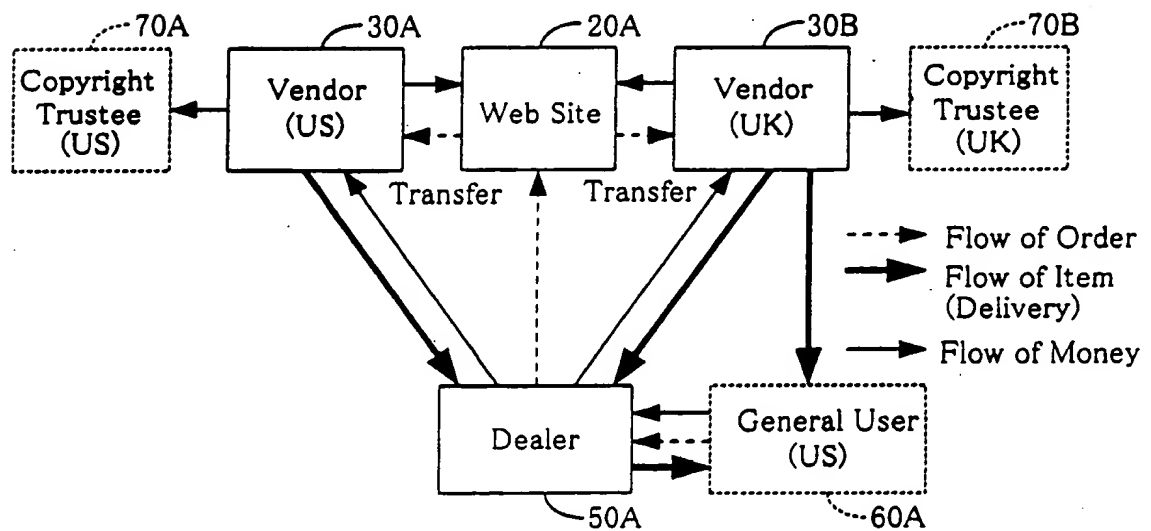 70A
30A
20A
30B
70B
Copyright
Trustee
(US)
Vendor
(US)
Web Site
Vendor
(UK)
Copyright
Trustee
(UK)
Transfer
Transfer
Flow of Order
Flow of Item
(Delivery)
Flow of Money
Dealer
General User
(US)
50A
60A